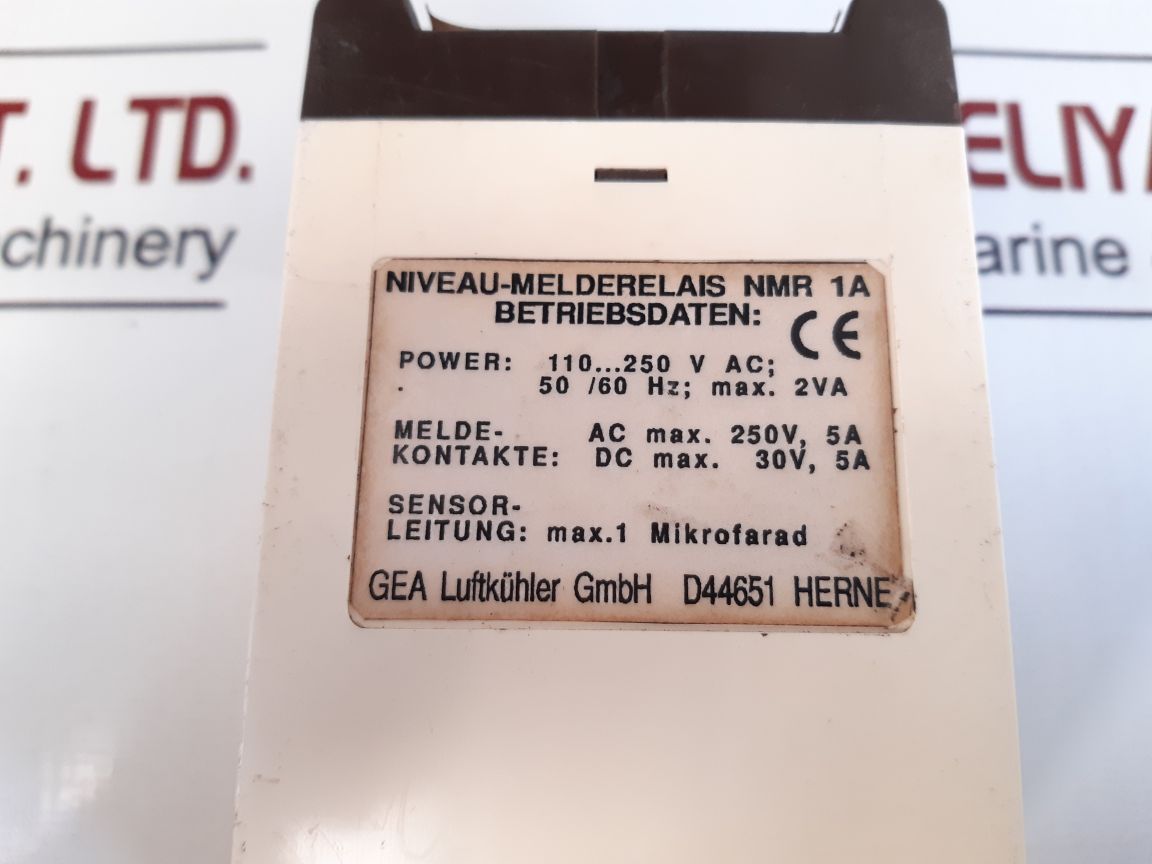 T. LTD.
chinery
ELIY
arine
NIVEAU-MELDERELAIS NMR 1A
BETRIEBSDATEN:
CE
POWER: 110...250 V AC;
. 50 /60 Hz; max. 2VA
MELDE- AC max. 250V, 5A
KONTAKTE: DC max. 30V, 5A
SENSOR-
LEITUNG: max.1 Mikrofarad
GEA Luftkühler GmbH D44651 HERNE